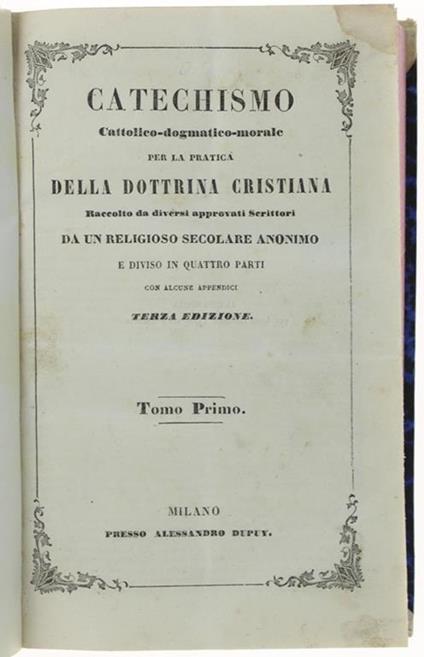 CATECHISMO
Cattolico-dogmatico-morale
PER LA PRATICA
DELLA DOTTRINA CRISTIANA
Raccolto da diversi approvati Scrittori
DA UN RELIGIOSO SECOLARE ANONIMO
E DIVISO IN QUATTRO PARTI
CON ALCUNE APPENDICI
TERZA EDIZIONE.
Tomo Primo.
MILANO
PRESSO ALESSANDRO DUPUY.